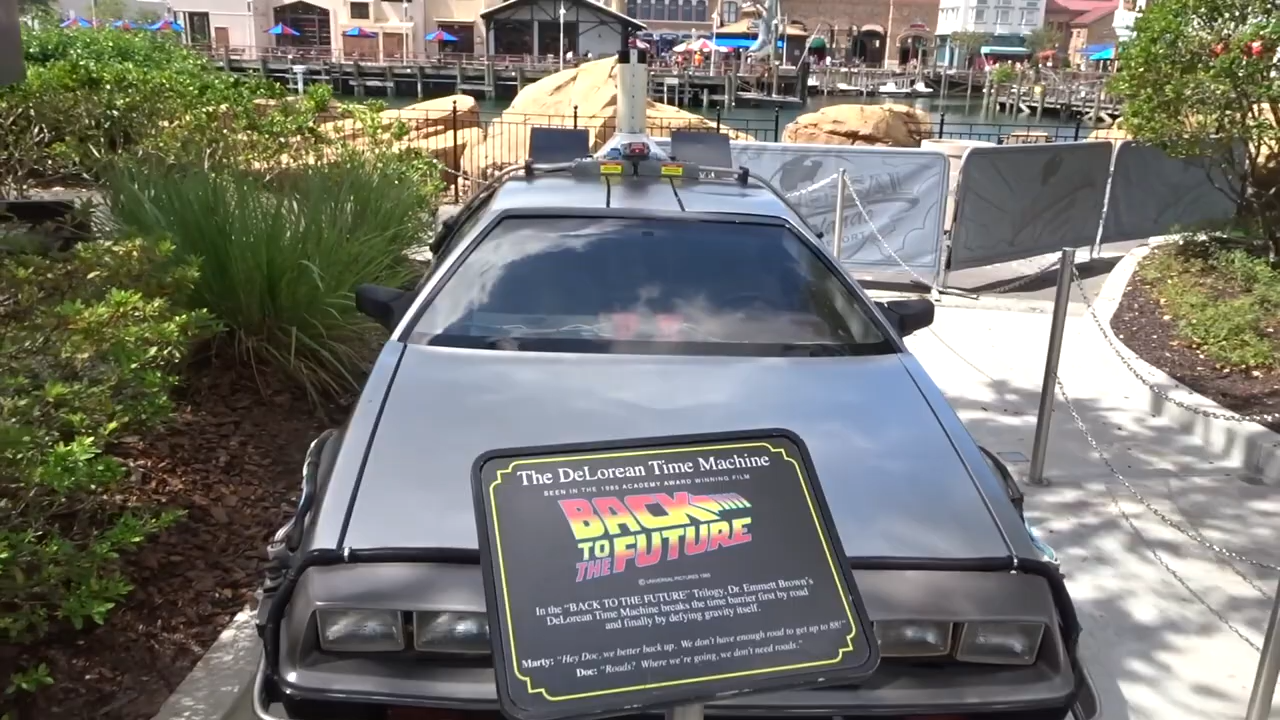 The DeLorean Time Machine
SEEN IN THE 1985 ACADEMY AWARD WINNING FILM
BACK
TO THE
FUTURE
© UNIVERSAL PICTURES 1985
In the "BACK TO THE FUTURE" Trilogy, Dr. Emmett Brown's
DeLorean Time Machine breaks the time barrier first by road
and finally by defying gravity itself.
Marty: "Hey Doc, we better back up. We don't have enough road to get up to 88!"
Doc: "Roads? Where we're going, we don't need roads."